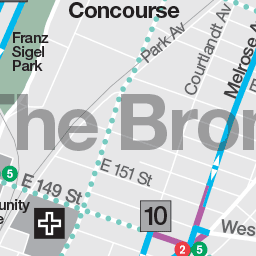 Concourse
Franz
Sigel
Park
Park Av
Courtlandt Av
Melrose A
The Bron
E 151 St
5
E 149 St
unity
e
10
Wes
2
5